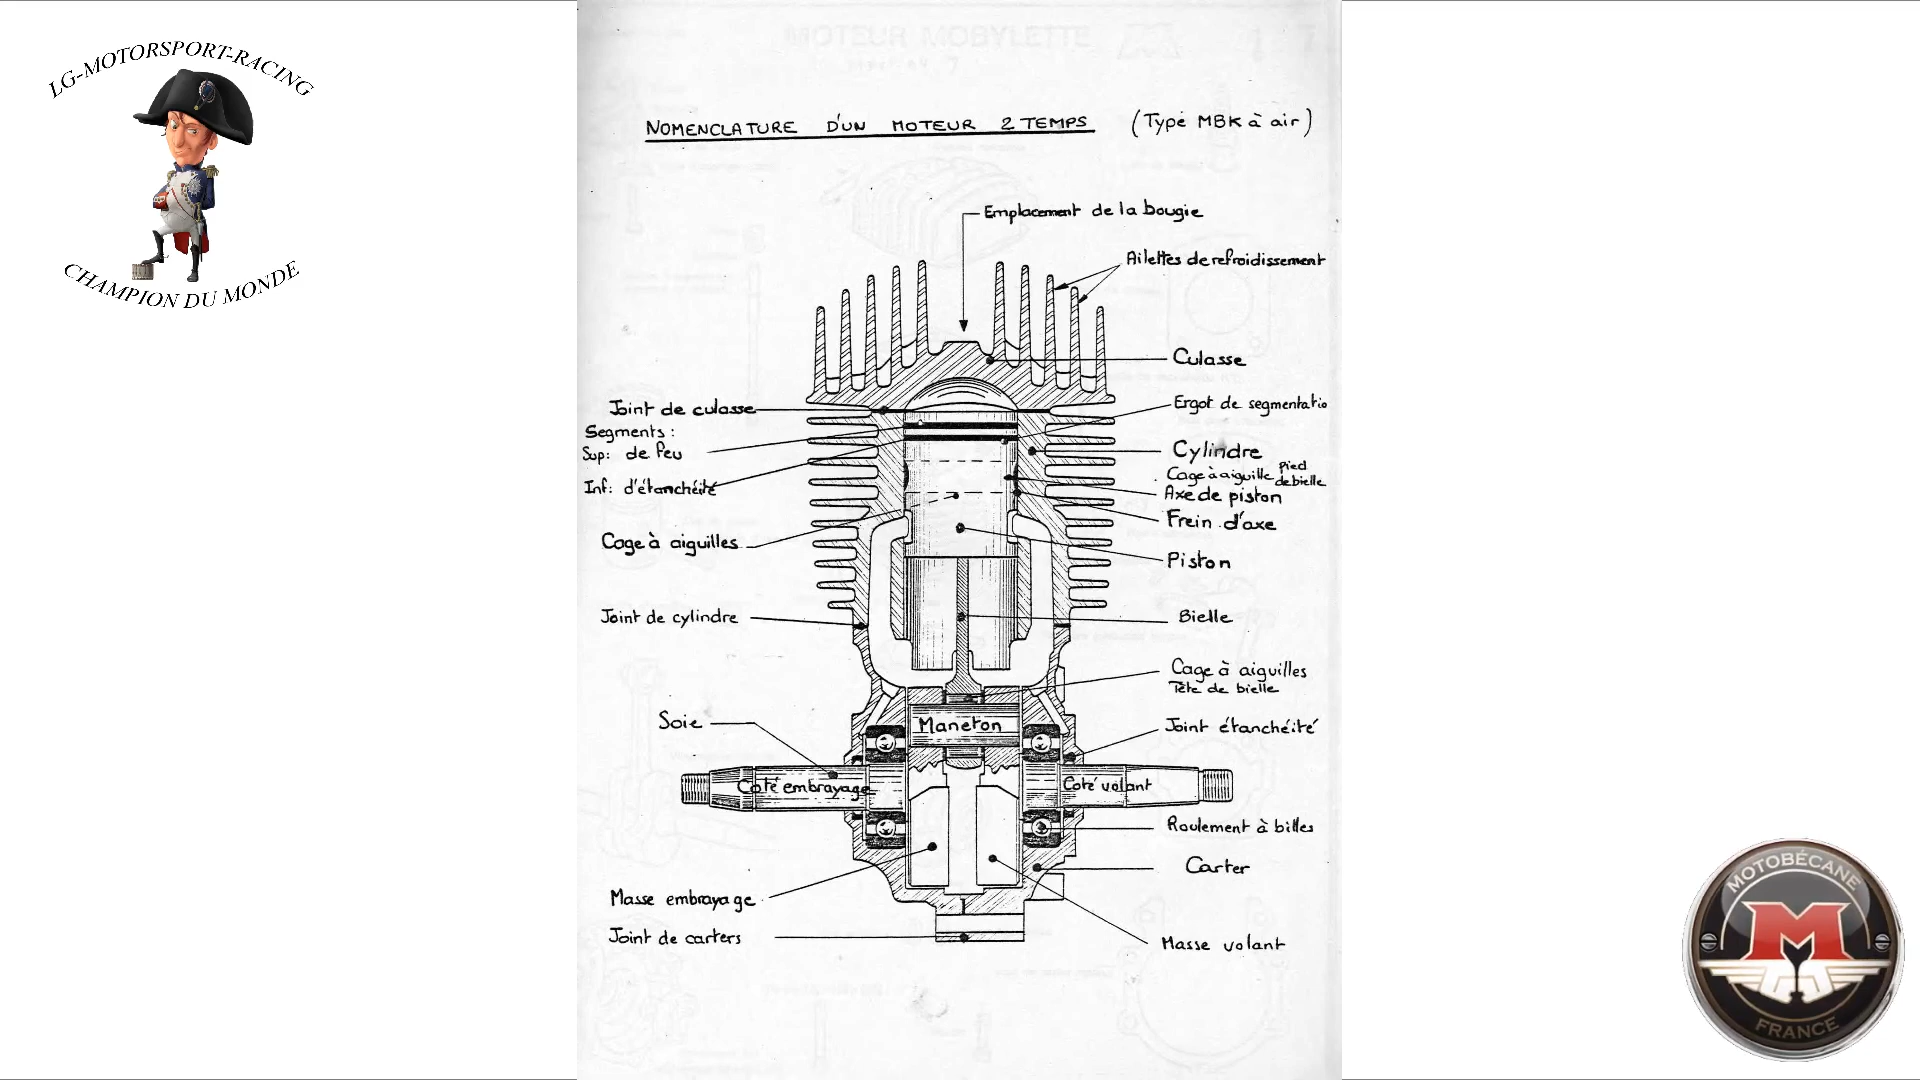 LG-MOTORSPORT-RACING
CHAMPION DU MONDE
MOTEUR MOBYLETTE
NOMENCLATURE D'UN MOTEUR 2 TEMPS (Type MBK à air)
Emplacement de la bougie
Ailettes de refroidissement
Culasse
Joint de culasse
Ergot de segmentatio
Segments :
Sup: de feu
Cylindre
Cage à aiguille pied de bielle
Inf: d'étanchéité
Axe de piston
Frein d'axe
Cage à aiguilles
Piston
Joint de cylindre
Bielle
Cage à aiguilles
Tête de bielle
Soie
Maneton
Joint étanchéité
Coté embrayage
Coté volant
Roulement à billes
Carter
Masse embrayage
Joint de carters
Masse volant
MOTOBÉCANE
M
FRANCE